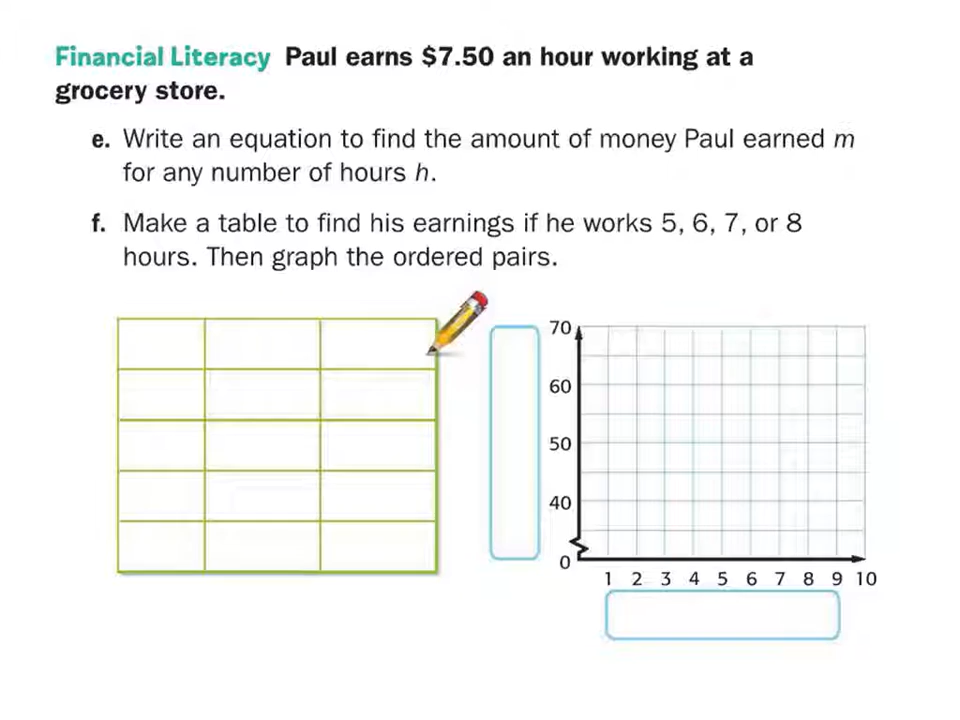 Financial Literacy Paul earns $7.50 an hour working at a
grocery store.
e. Write an equation to find the amount of money Paul earned m
for any number of hours h.
f. Make a table to find his earnings if he works 5, 6, 7, or 8
hours. Then graph the ordered pairs.
70
60
50
40
0
1 2 3 4 5 6 7 8 9 10